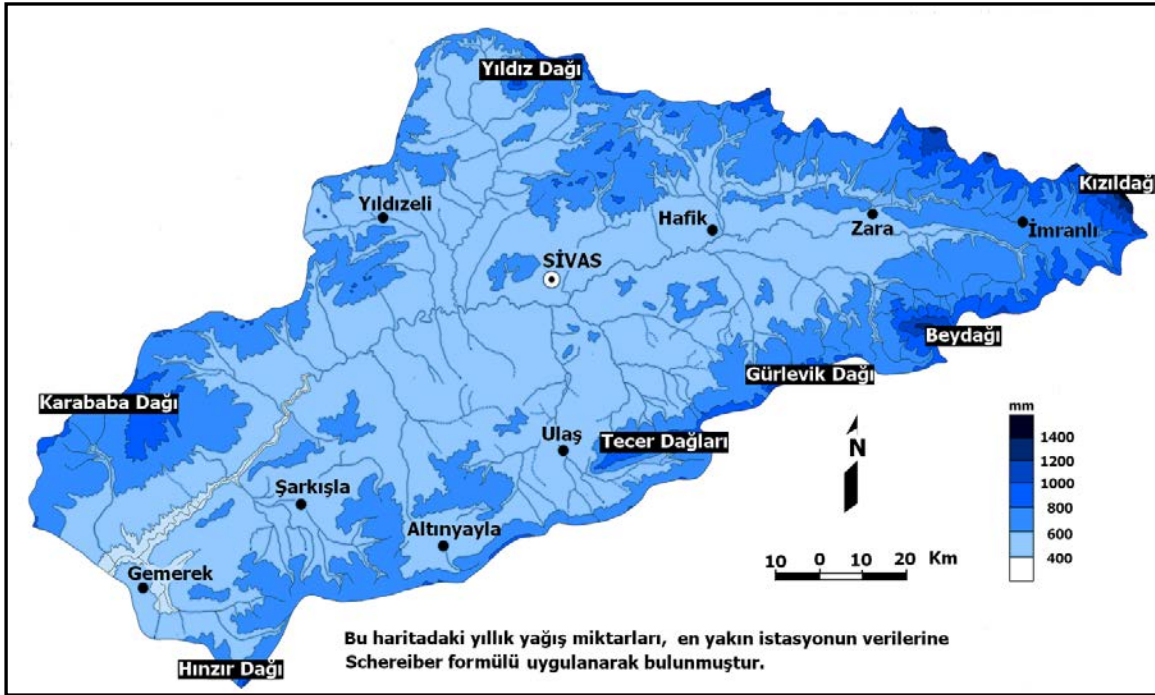 Yıldız Dağı
Kızıldağ
Yıldızeli
Hafik
Zara
İmranlı
SİVAS
Beydağı
Gürlevik Dağı
Karababa Dağı
mm
1400
1200
1000
800
600
400
Ulaş
Tecer Dağları
N
Şarkışla
Altınyayla
10 0 10 20 Km
Gemerek
Hınzır Dağı
Bu haritadaki yıllık yağış miktarları, en yakın istasyonun verilerine
Schereiber formülü uygulanarak bulunmuştur.